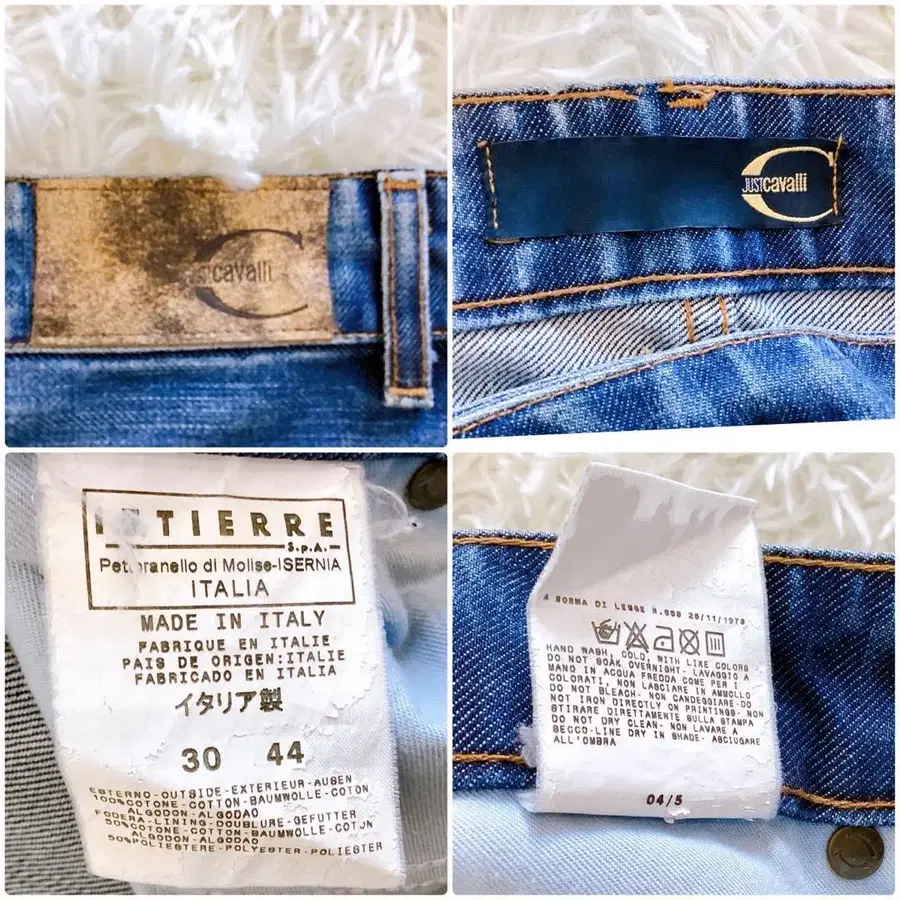 JUSTcavalli
JUSTcavalli
ITTIERRE
S.p.A.
Pettoranello di Molise-ISERNIA
ITALIA
MADE IN ITALY
FABRIQUE EN ITALIE
PAIS DE ORIGEN:ITALIE
FABRICADO EN ITALIA
イタリア製
30 44
ESTERNO-OUTSIDE-EXTERIEUR-AUSEN
100%COTONE-COTTON-BAUMWOLLE-COTON
ALGODON-ALGODAO
FODERA-LINING-DOUBLURE-GEFUTTER
50%COTONE-COTTON-BAUMWOLLE-COTON
ALGODON-ALGODAO
50%POLIESTERE-POLYESTER-POLIESTER
A NORMA DI LEGGE N.883 26/11/1973
HAND WASH, COLD, WITH LIKE COLORS
DO NOT SOAK OVERNIGHT- LAVAGGIO A
MANO IN ACQUA FREDDA COME PER I
COLORATI, NON LASCIARE IN AMMOLLO
DO NOT BLEACH- NON CANDEGGIARE-DO
NOT IRON DIRECTLY ON PRINTINGS- NON
STIRARE DIRETTAMENTE SULLA STAMPA
DO NOT DRY CLEAN- NON LAVARE A
SECCO-LINE DRY IN SHADE- ASCIUGARE
ALL'OMBRA
04/5